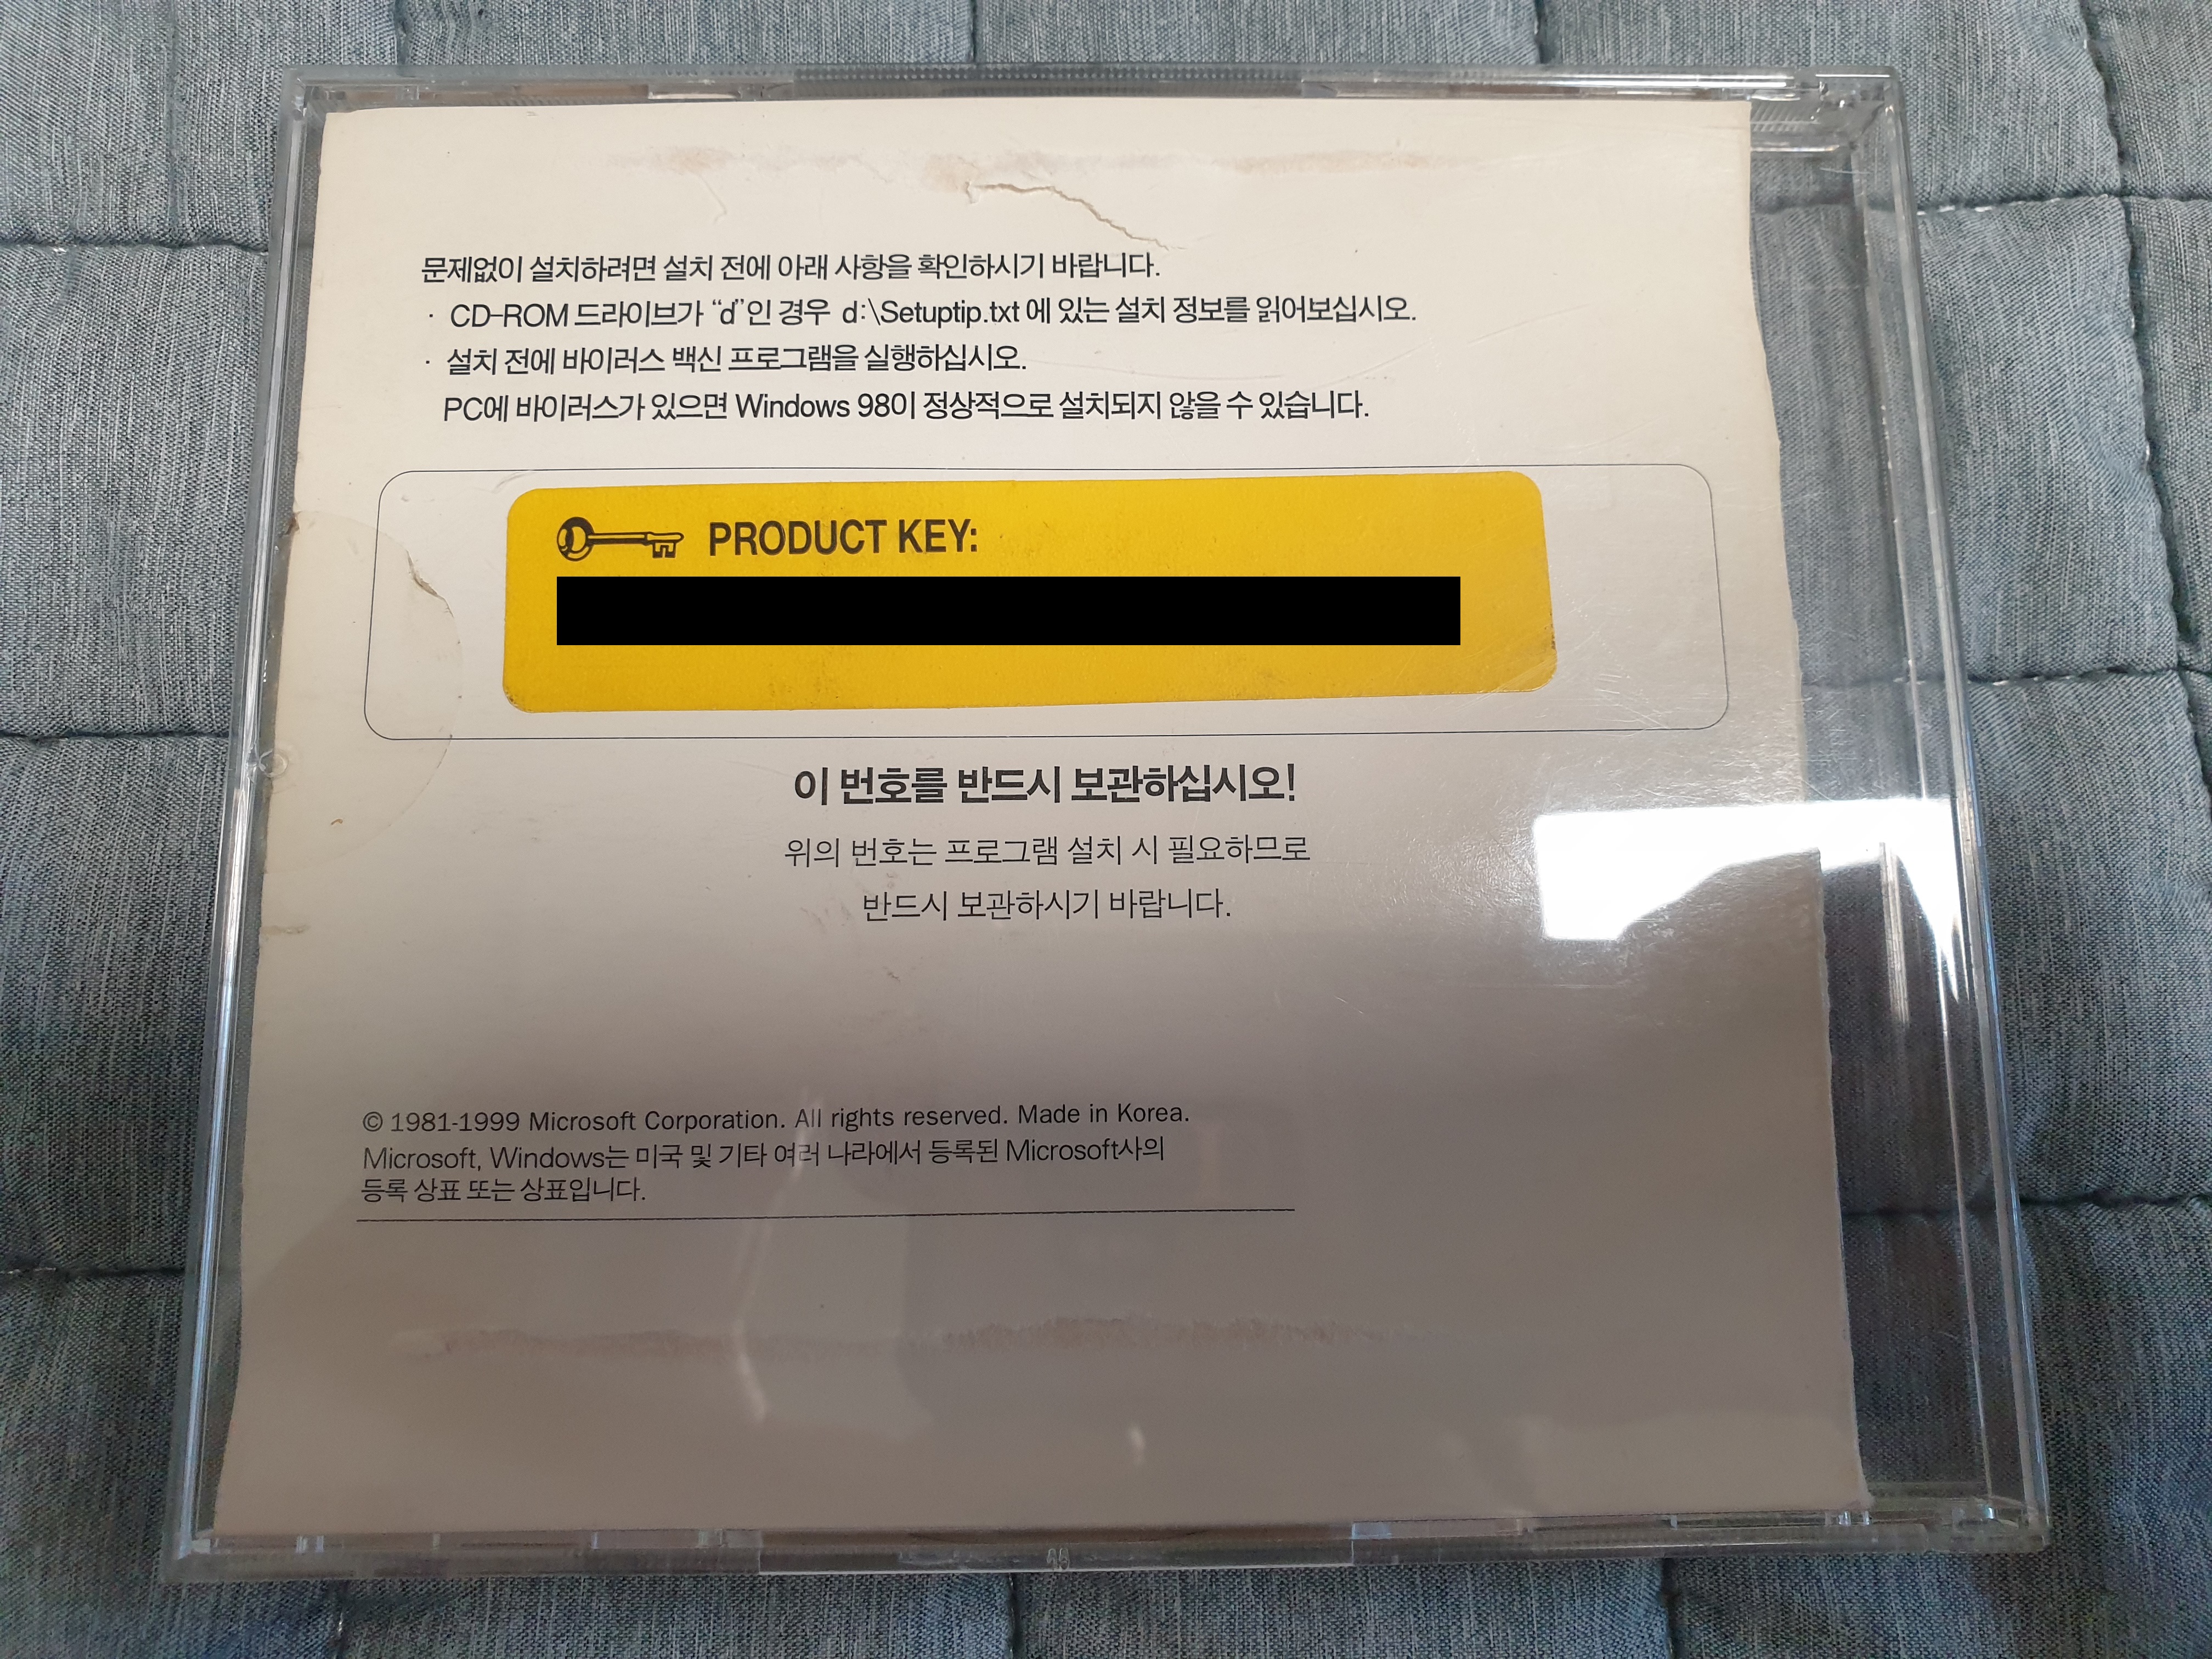 문제없이 설치하려면 설치 전에 아래 사항을 확인하시기 바랍니다.
· CD-ROM 드라이브가 “d”인 경우 d:\Setuptip.txt 에 있는 설치 정보를 읽어보십시오.
· 설치 전에 바이러스 백신 프로그램을 실행하십시오.
PC에 바이러스가 있으면 Windows 98이 정상적으로 설치되지 않을 수 있습니다.
PRODUCT KEY:
이 번호를 반드시 보관하십시오!
위의 번호는 프로그램 설치 시 필요하므로
반드시 보관하시기 바랍니다.
© 1981-1999 Microsoft Corporation. All rights reserved. Made in Korea.
Microsoft, Windows는 미국 및 기타 여러 나라에서 등록된 Microsoft사의
등록 상표 또는 상표입니다.